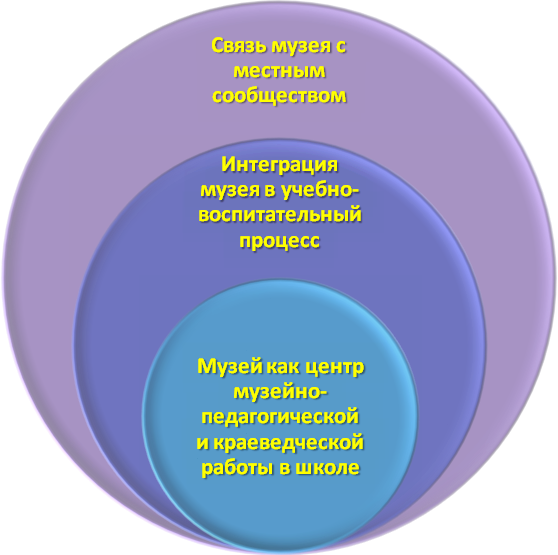 Связь музея с
местным
сообществом
Интеграция
музея в учебно-
воспитательный
процесс
Музей как центр
музейно-
педагогической
и краеведческой
работы в школе